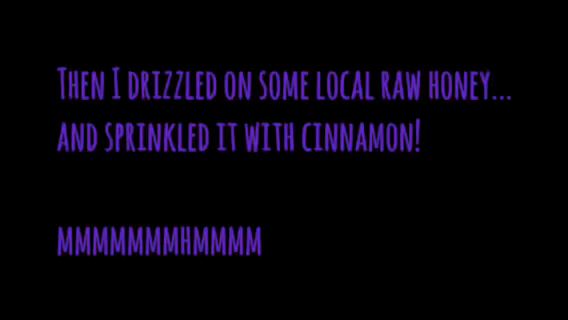 Then I drizzled on some local raw honey...
and sprinkled it with cinnamon!
mmmmmmmhmmmm